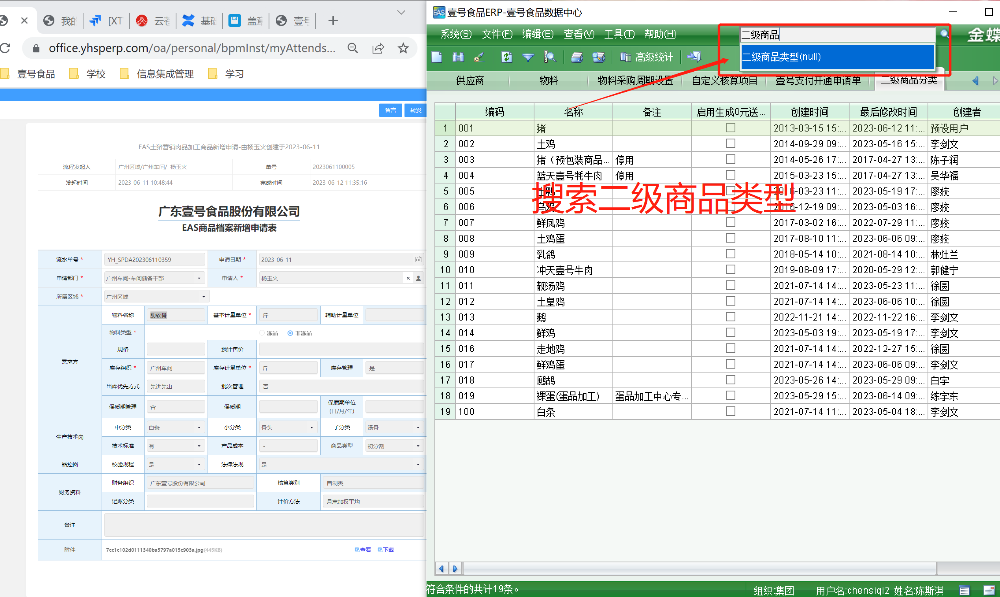 我的 [XT 云苍 基础 盖章 壹号
office.yhsperp.com/oa/personal/bpmInst/myAttends...
壹号食品 学校 信息集成管理 学习
留言 转发
EAS土猪营销肉品加工商品新增申请-由杨玉火创建于2023-06-11
流程发起人 广州区域/广州车间/ 杨玉火 单号 2023061100005
发起时间 2023-06-11 10:48:44 完成时间 2023-06-12 11:35:16
广东壹号食品股份有限公司
EAS商品档案新增申请表
流水单号 * YH_SPDA202306110359 申请日期 * 2023-06-11
申请部门 * 广州车间-车间储备干部 申请人 * 杨玉火
所属区域 * 广州区域
需求方
物料名称 肋软骨 基本计量单位 * 斤 辅助计量单位
物料类型 * 冻品 非冻品
规格 预计售价
库存组织 * 广州车间 库存计量单位 * 斤 库存管理 是
出库优先方式 先进先出 批次管理 否
保质期管理 否 保质期 保质期单位
(日/月/年)
生产技术岗
中分类 白条 小分类 骨头 子分类 汤骨
技术标准 有 产品成本 - 商品类型 初分割
品控岗 校验规程 是 法律法规 是
财务资料
财务组织 广东壹号股份有限公司 核算类别 自制类
记账分类 计价方法 月末加权平均
备注
附件 7cc1c102d0111340ba5797a015c903a.jpg(445KB) 查看 下载
EAS 壹号食品ERP-壹号食品数据中心
系统(S) 文件(F) 编辑(E) 查看(V) 工具(T) 帮助(H) 二级商品 金蝶
二级商品类型(null)
高级统计
供应商 物料 物料采购周期设置 自定义核算项目 壹号支付开通申请单 二级商品分类
编码 名称 备注 启用生成0元送... 创建时间 最后修改时间 创建者
1 001 猪 2013-03-15 15:... 2023-06-12 11:... 预设用户
2 002 土鸡 2014-09-29 09:... 2023-05-16 15:... 李剑文
3 003 猪（预包装商品... 停用 2014-05-26 17:... 2017-04-27 13:... 陈子润
4 004 蓝天壹号牦牛肉 停用 2015-03-23 15:... 2017-04-27 13:... 吴华福
5 005 土鸭 2016-03-23 11:... 2023-05-19 17:... 廖姣
搜索二级商品类型
6 006 乌鸡 2016-12-19 09:... 2023-05-03 16:... 廖姣
7 007 鲜凤鸡 2017-03-02 16:... 2022-07-29 11:... 廖姣
8 008 土鸡蛋 2017-08-10 11:... 2023-06-06 09:... 廖姣
9 009 乳鸽 2018-05-14 10:... 2021-08-14 10:... 林灶兰
10 010 冲天壹号牛肉 2019-08-09 17:... 2020-05-29 12:... 郭健宁
11 011 靓汤鸡 2021-07-14 14:... 2023-05-23 11:... 徐圆
12 012 土皇鸡 2021-07-14 14:... 2023-06-06 10:... 徐圆
13 013 鹅 2022-11-21 14:... 2022-11-22 16:... 李剑文
14 014 鲜鸡 2023-05-03 19:... 2023-05-19 17:... 李剑文
15 016 走地鸡 2021-07-14 14:... 2022-12-27 15:... 徐圆
16 017 鲜鸡蛋 2021-07-14 14:... 2023-06-06 09:... 李剑文
17 018 鹧鸪 2023-05-26 14:... 2023-05-29 09:... 白宇
18 019 裸蛋(蛋品加工) 蛋品加工中心专... 2023-05-29 15:... 2023-06-14 09:... 练宇东
19 100 白条 2021-07-14 11:... 2023-05-04 18:... 李剑文
符合条件的共计19条。 组织:集团 用户名:chensiqi2 姓名:陈斯淇